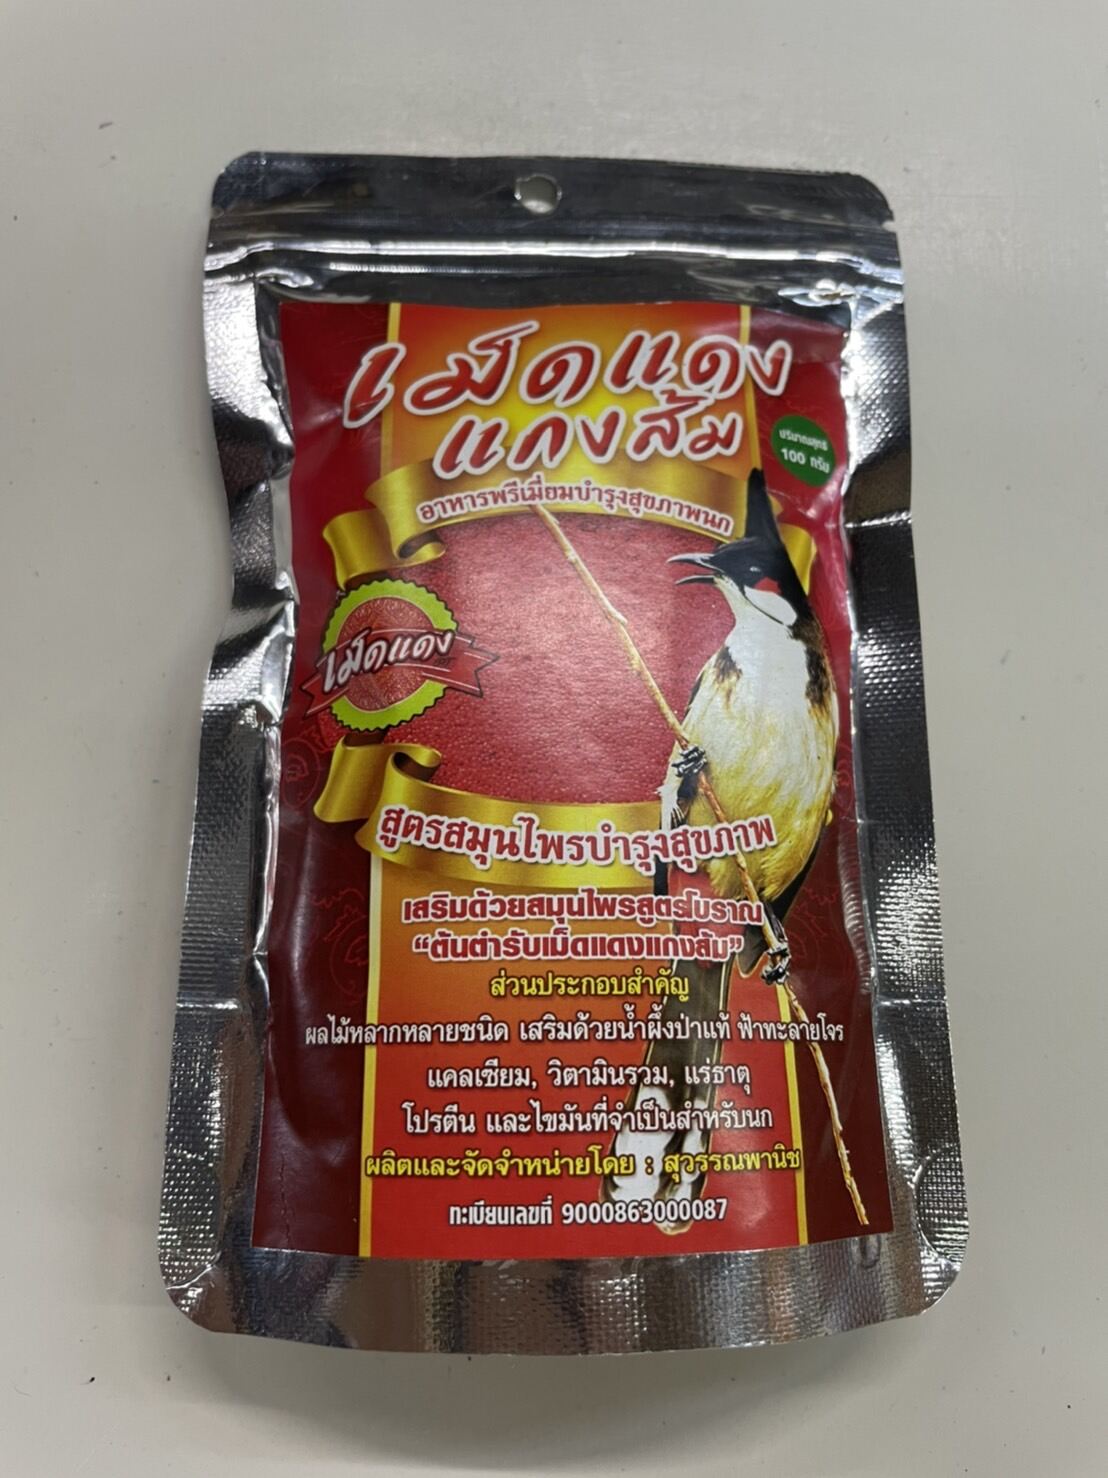 เม็ดแดง
แกงส้ม
ปริมาณสุทธิ
100 กรัม
อาหารพรีเมี่ยมบำรุงสุขภาพนก
เม็ดแดง
สูตรสมุนไพรบำรุงสุขภาพ
เสริมด้วยสมุนไพรสูตรโบราณ
“ต้นตำรับเม็ดแดงแกงส้ม”
ส่วนประกอบสำคัญ
ผลไม้หลากหลายชนิด เสริมด้วยน้ำผึ้งป่าแท้ ฟ้าทะลายโจร
แคลเซียม, วิตามินรวม, แร่ธาตุ
โปรตีน และไขมันที่จำเป็นสำหรับนก
ผลิตและจัดจำหน่ายโดย : สุวรรณพานิช
ทะเบียนเลขที่ 9000863000087